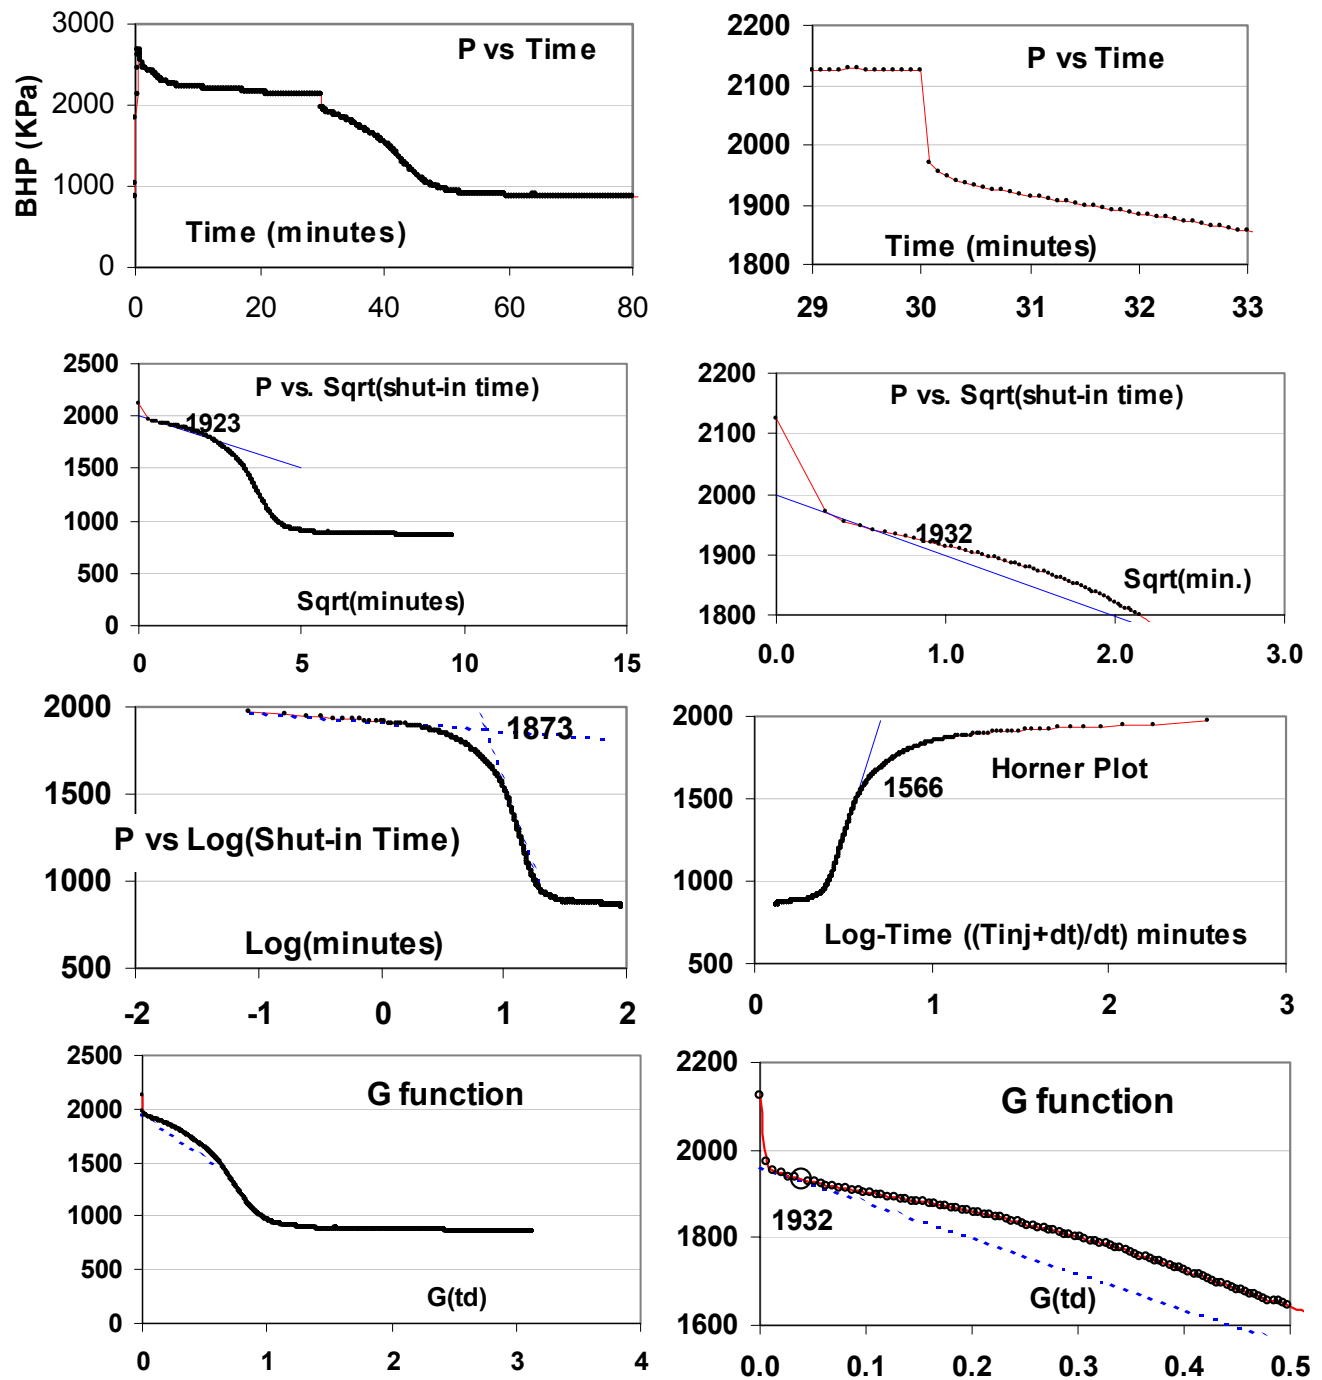 3000
P vs Time
2000
BHP (KPa)
1000
Time (minutes)
0
0 20 40 60 80
2200
P vs Time
2100
2000
1900
Time (minutes)
1800
29 30 31 32 33
2500
P vs. Sqrt(shut-in time)
2000
1923
1500
1000
500
Sqrt(minutes)
0
0 5 10 15
2200
P vs. Sqrt(shut-in time)
2100
2000
1932
1900
Sqrt(min.)
1800
0.0 1.0 2.0 3.0
2000
1873
1500
P vs Log(Shut-in Time)
1000
Log(minutes)
500
-2 -1 0 1 2
2000
Horner Plot
1566
1500
1000
Log-Time ((Tinj+dt)/dt) minutes
500
0 1 2 3
2500
G function
2000
1500
1000
500
G(td)
0
0 1 2 3 4
2200
G function
2000
1932
1800
G(td)
1600
0.0 0.1 0.2 0.3 0.4 0.5